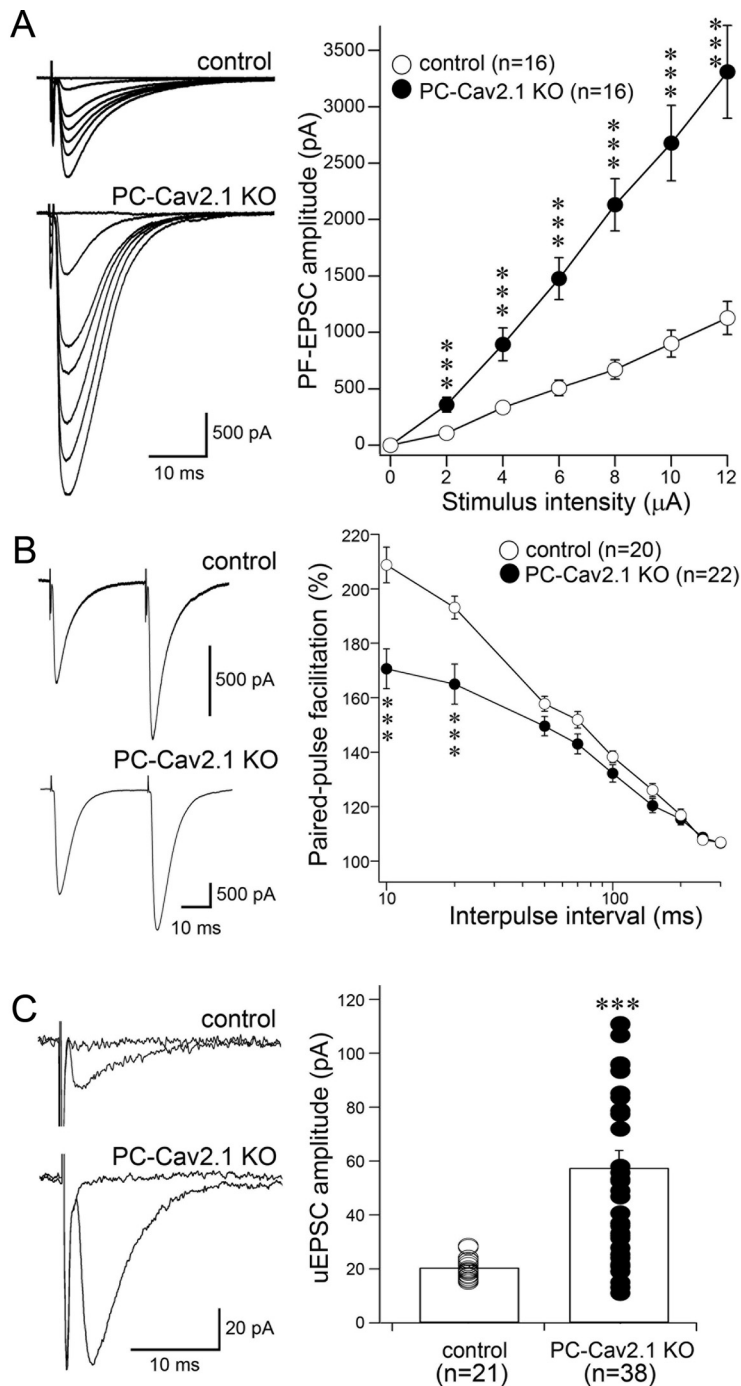 A
control
PC-Cav2.1 KO
500 pA
10 ms
PF-EPSC amplitude (pA)
3500
3000
2500
2000
1500
1000
500
0
control (n=16)
PC-Cav2.1 KO (n=16)
***
***
***
***
***
***
0 2 4 6 8 10 12
Stimulus intensity (μA)
B
control
500 pA
PC-Cav2.1 KO
500 pA
10 ms
Paired-pulse facilitation (%)
220
200
180
160
140
120
100
control (n=20)
PC-Cav2.1 KO (n=22)
***
***
10 100
Interpulse interval (ms)
C
control
PC-Cav2.1 KO
20 pA
10 ms
uEPSC amplitude (pA)
120
100
80
60
40
20
0
***
control
(n=21)
PC-Cav2.1 KO
(n=38)